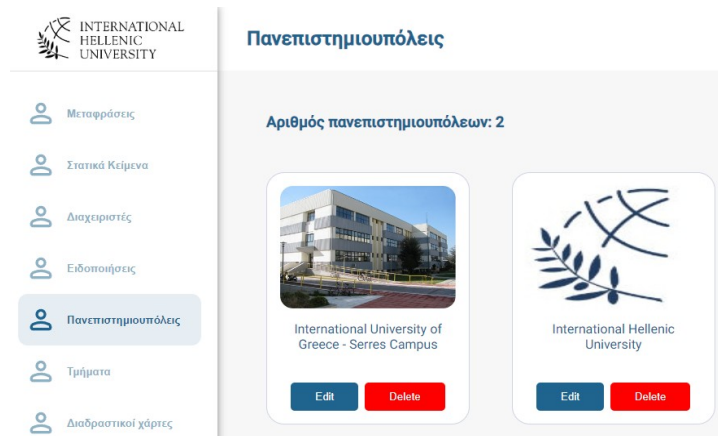 INTERNATIONAL
HELLENIC
UNIVERSITY
Πανεπιστημιουπόλεις
Μεταφράσεις
Στατικά Κείμενα
Διαχειριστές
Ειδοποιήσεις
Πανεπιστημιουπόλεις
Τμήματα
Διαδραστικοί χάρτες
Αριθμός πανεπιστημιουπόλεων: 2
International University of
Greece - Serres Campus
Edit
Delete
International Hellenic
University
Edit
Delete